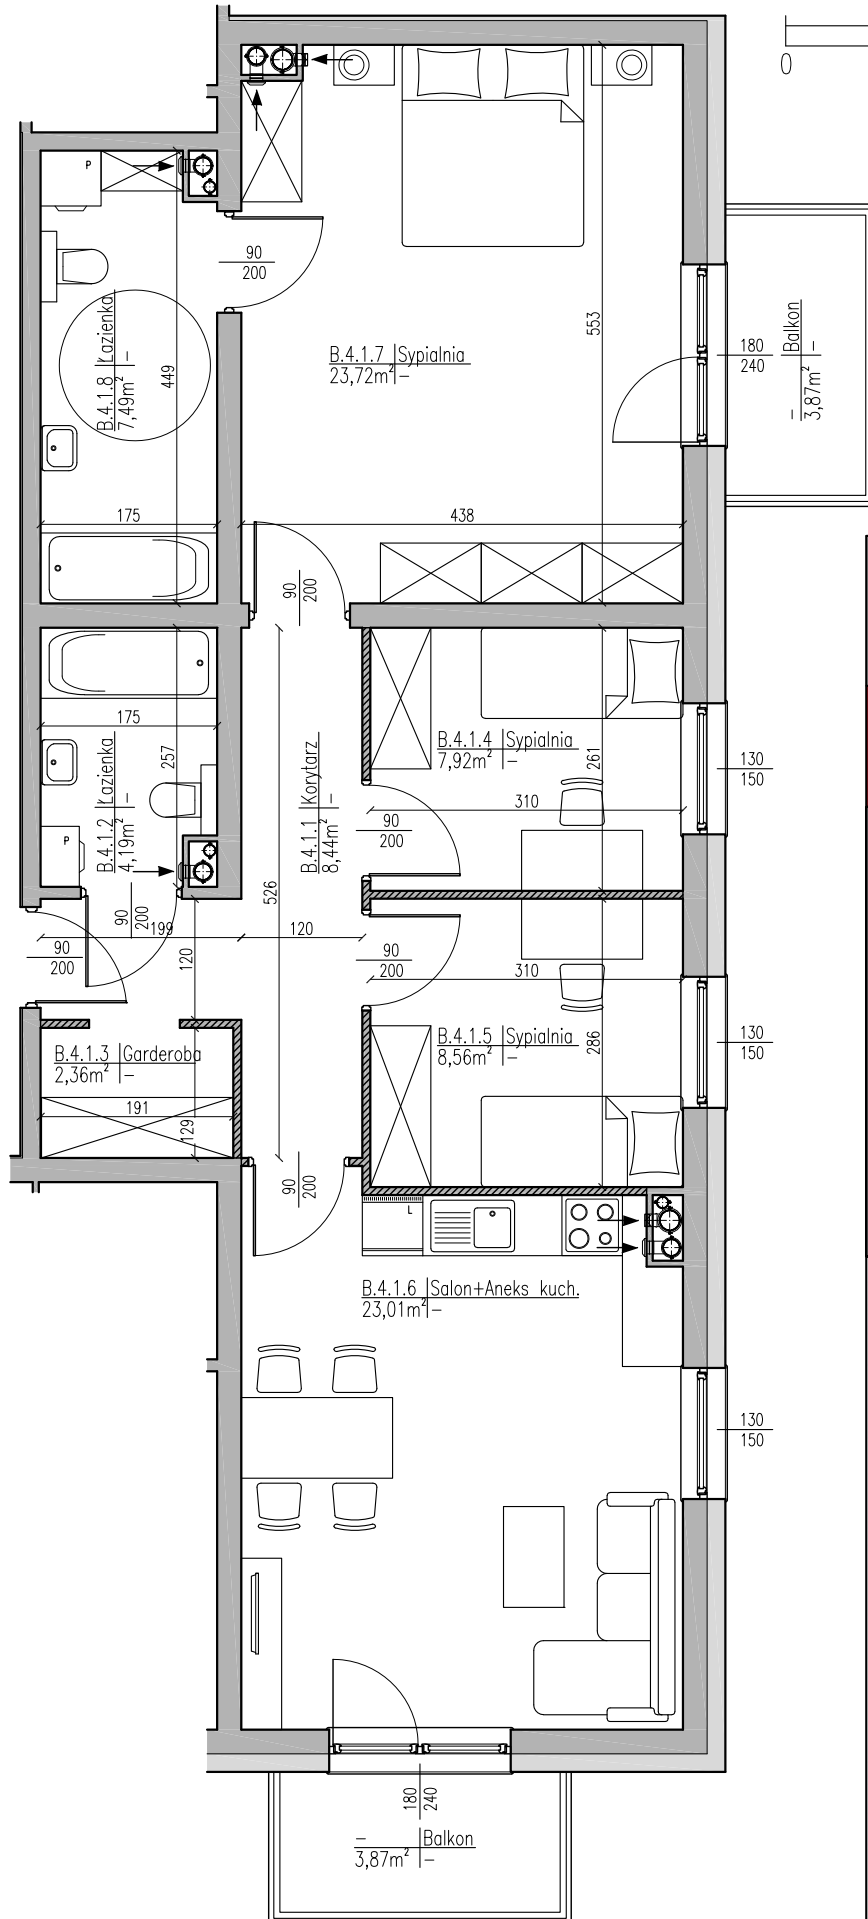 0
P
90
200
B.4.1.7 Sypialnia
23,72m² –
553
180
240
Balkon –
– 3,87m²
B.4.1.8 Łazienka
7,49m² –
449
175
438
90
200
175
257
B.4.1.2 Łazienka
4,19m² –
P
B.4.1.1 Korytarz
8,44m² –
B.4.1.4 Sypialnia
7,92m² –
261
310
130
150
90
200
526
90
200
199
120
90
200
120
90
200
310
B.4.1.5 Sypialnia
8,56m² –
286
130
150
B.4.1.3 Garderoba
2,36m² –
191
129
90
200
L
B.4.1.6 Salon+Aneks kuch.
23,01m² –
130
150
180
240
– Balkon
3,87m² –